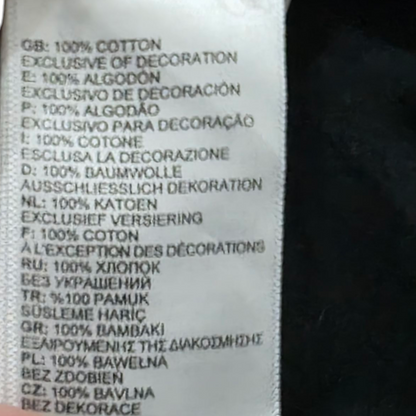 GB: 100% COTTON
EXCLUSIVE OF DECORATION
E: 100% ALGODÓN
EXCLUSIVO DE DECORACIÓN
P: 100% ALGODÃO
EXCLUSIVO PARA DECORAÇÃO
I: 100% COTONE
ESCLUSA LA DECORAZIONE
D: 100% BAUMWOLLE
AUSSCHLIESSLICH DEKORATION
NL: 100% KATOEN
EXCLUSIEF VERSIERING
F: 100% COTON
À L'EXCEPTION DES DÉCORATIONS
RU: 100% ХЛОПОК
БЕЗ УКРАШЕНИЙ
TR: %100 PAMUK
SÜSLEME HARİÇ
GR: 100% ΒΑΜΒΑΚΙ
ΕΞΑΙΡΟΥΜΕΝΗΣ ΤΗΣ ΔΙΑΚΟΣΜΗΣΗΣ
PL: 100% BAWEŁNA
BEZ ZDOBIEŃ
CZ: 100% BAVLNA
BEZ DEKORACE